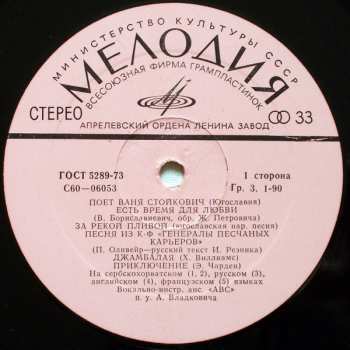 МИНИСТЕРСТВО КУЛЬТУРЫ СССР
МЕЛОДИЯ
ВСЕСОЮЗНАЯ ФИРМА ГРАМПЛАСТИНОК
СТЕРЕО
33
АПРЕЛЕВСКИЙ ОРДЕНА ЛЕНИНА ЗАВОД
ГОСТ 5289-73
1 сторона
С60—06053
Гр. 3. 1-90
ПОЕТ ВАНЯ СТОЙКОВИЧ (Югославия)
ЕСТЬ ВРЕМЯ ДЛЯ ЛЮБВИ
(В. Бориславкевич, обр. Ж. Петровича)
ЗА РЕКОЙ ПЛИВОЙ (югославская нар. песня)
ПЕСНЯ ИЗ К-Ф «ГЕНЕРАЛЫ ПЕСЧАНЫХ
КАРЬЕРОВ»
(П. Оливейр—русский текст И. Резника)
ДЖАМБАЛАЯ (Х. Виллиамс)
ПРИКЛЮЧЕНИЕ (Э. Чарден)
На сербскохорватском (1, 2), русском (3),
английском (4), французском (5) языках
Вокально-инстр. анс. «АВС»
п. у. А. Владковича